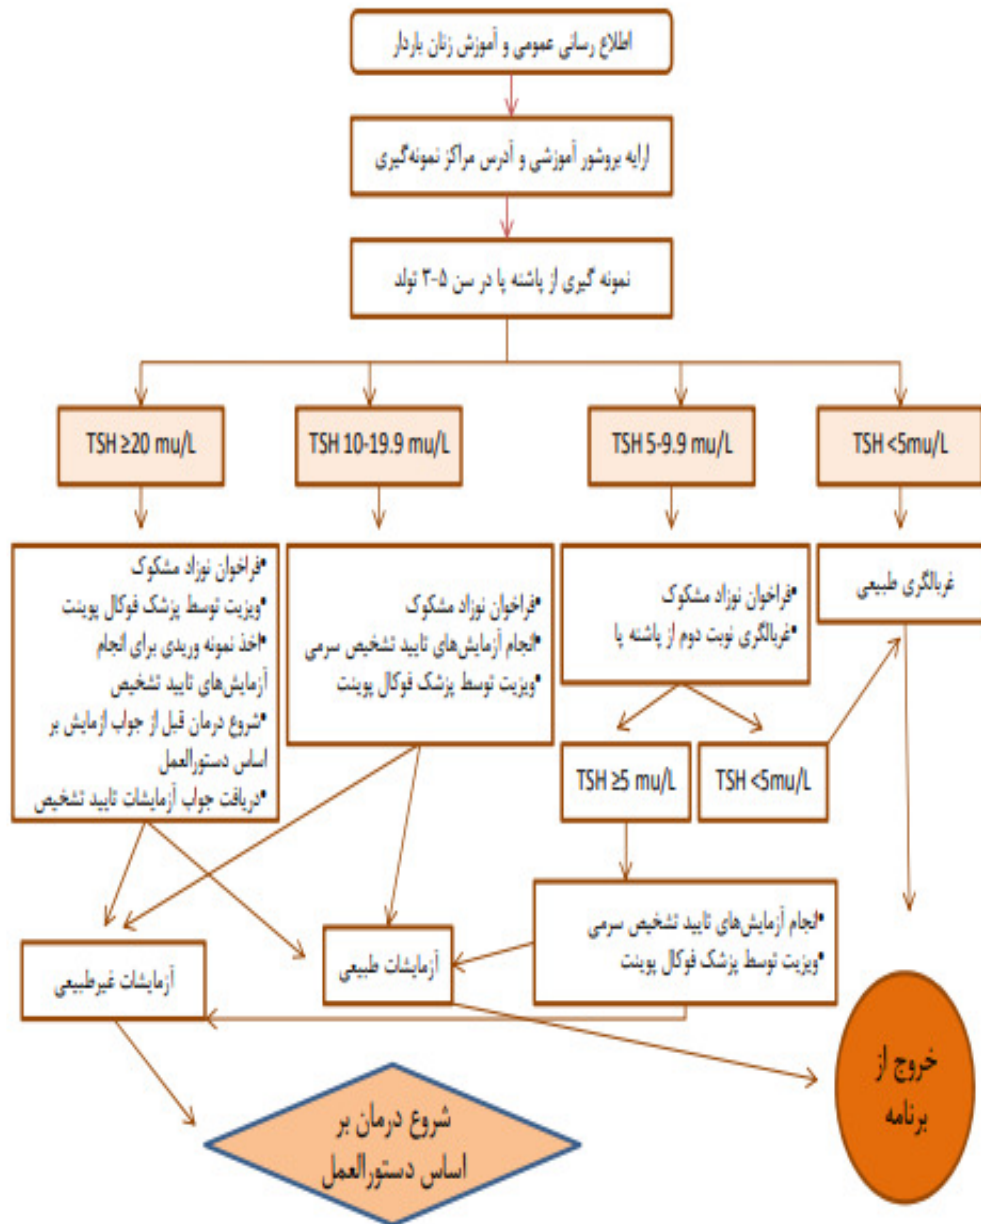 اطلاع رسانی عمومی و آموزش زنان باردار
ارایه بروشور آموزشی و آدرس مراکز نمونه‌گیری
نمونه گیری از پاشنه پا در سن ۵-۳ تولد
TSH ≥20 mu/L
TSH 10-19.9 mu/L
TSH 5-9.9 mu/L
TSH <5mu/L
•فراخوان نوزاد مشکوک
•ویزیت توسط پزشک فوکال پوینت
•اخذ نمونه وریدی برای انجام
آزمایش‌های تایید تشخیص
•شروع درمان قبل از جواب ازمایش بر
اساس دستورالعمل
•دریافت جواب آزمایشات تایید تشخیص
•فراخوان نوزاد مشکوک
•انجام آزمایش‌های تایید تشخیص سرمی
•ویزیت توسط پزشک فوکال پوینت
•فراخوان نوزاد مشکوک
•غربالگری نوبت دوم از پاشنه پا
غربالگری طبیعی
TSH ≥5 mu/L
TSH <5mu/L
•انجام آزمایش‌های تایید تشخیص سرمی
•ویزیت توسط پزشک فوکال پوینت
آزمایشات طبیعی
آزمایشات غیرطبیعی
خروج از
برنامه
شروع درمان بر
اساس دستورالعمل